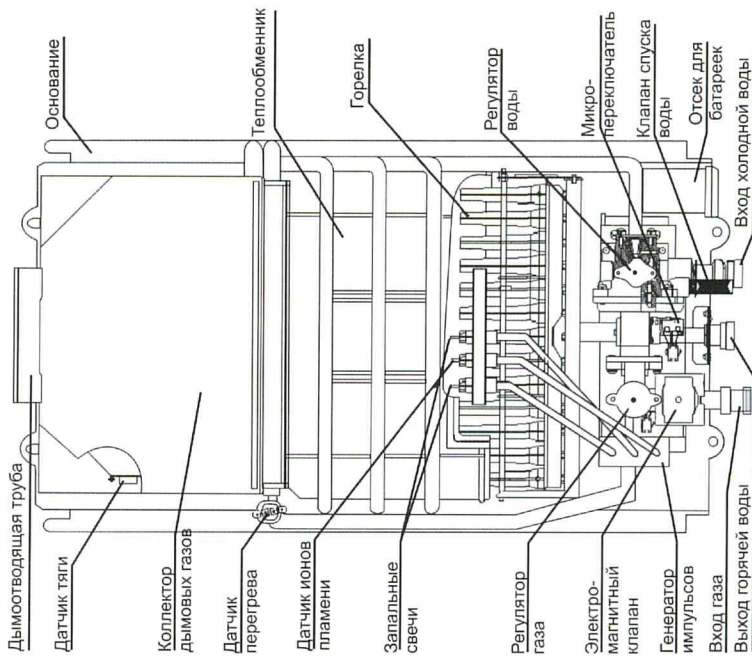 Основание
Теплообменник
Горелка
Регулятор
воды
Микро-
переключатель
Клапан спуска
воды
Отсек для
батареек
Вход холодной воды
Дымоотводящая труба
Датчик тяги
Коллектор
дымовых газов
Датчик
перегрева
Датчик ионов
пламени
Запальные
свечи
Регулятор
газа
Электро-
магнитный
клапан
Генератор
импульсов
Вход газа
Выход горячей воды